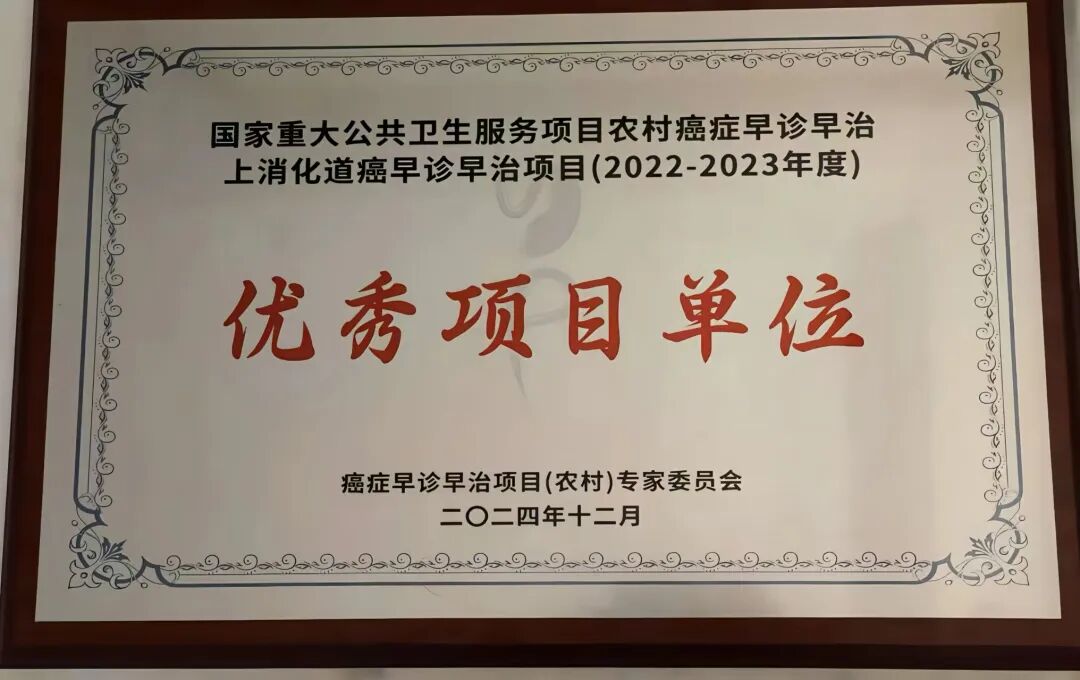 国家重大公共卫生服务项目农村癌症早诊早治
上消化道癌早诊早治项目(2022-2023年度)
优秀项目单位
癌症早诊早治项目(农村)专家委员会
二〇二四年十二月